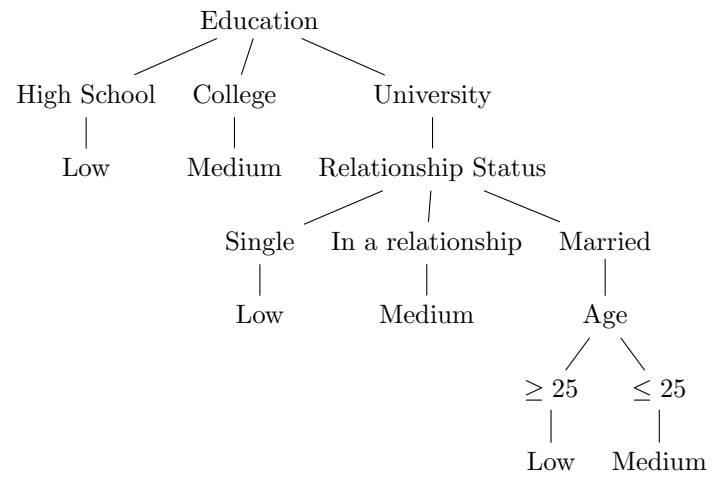 Education
High School College University
Low Medium Relationship Status
Single In a relationship Married
Low Medium Age
≥ 25 ≤ 25
Low Medium